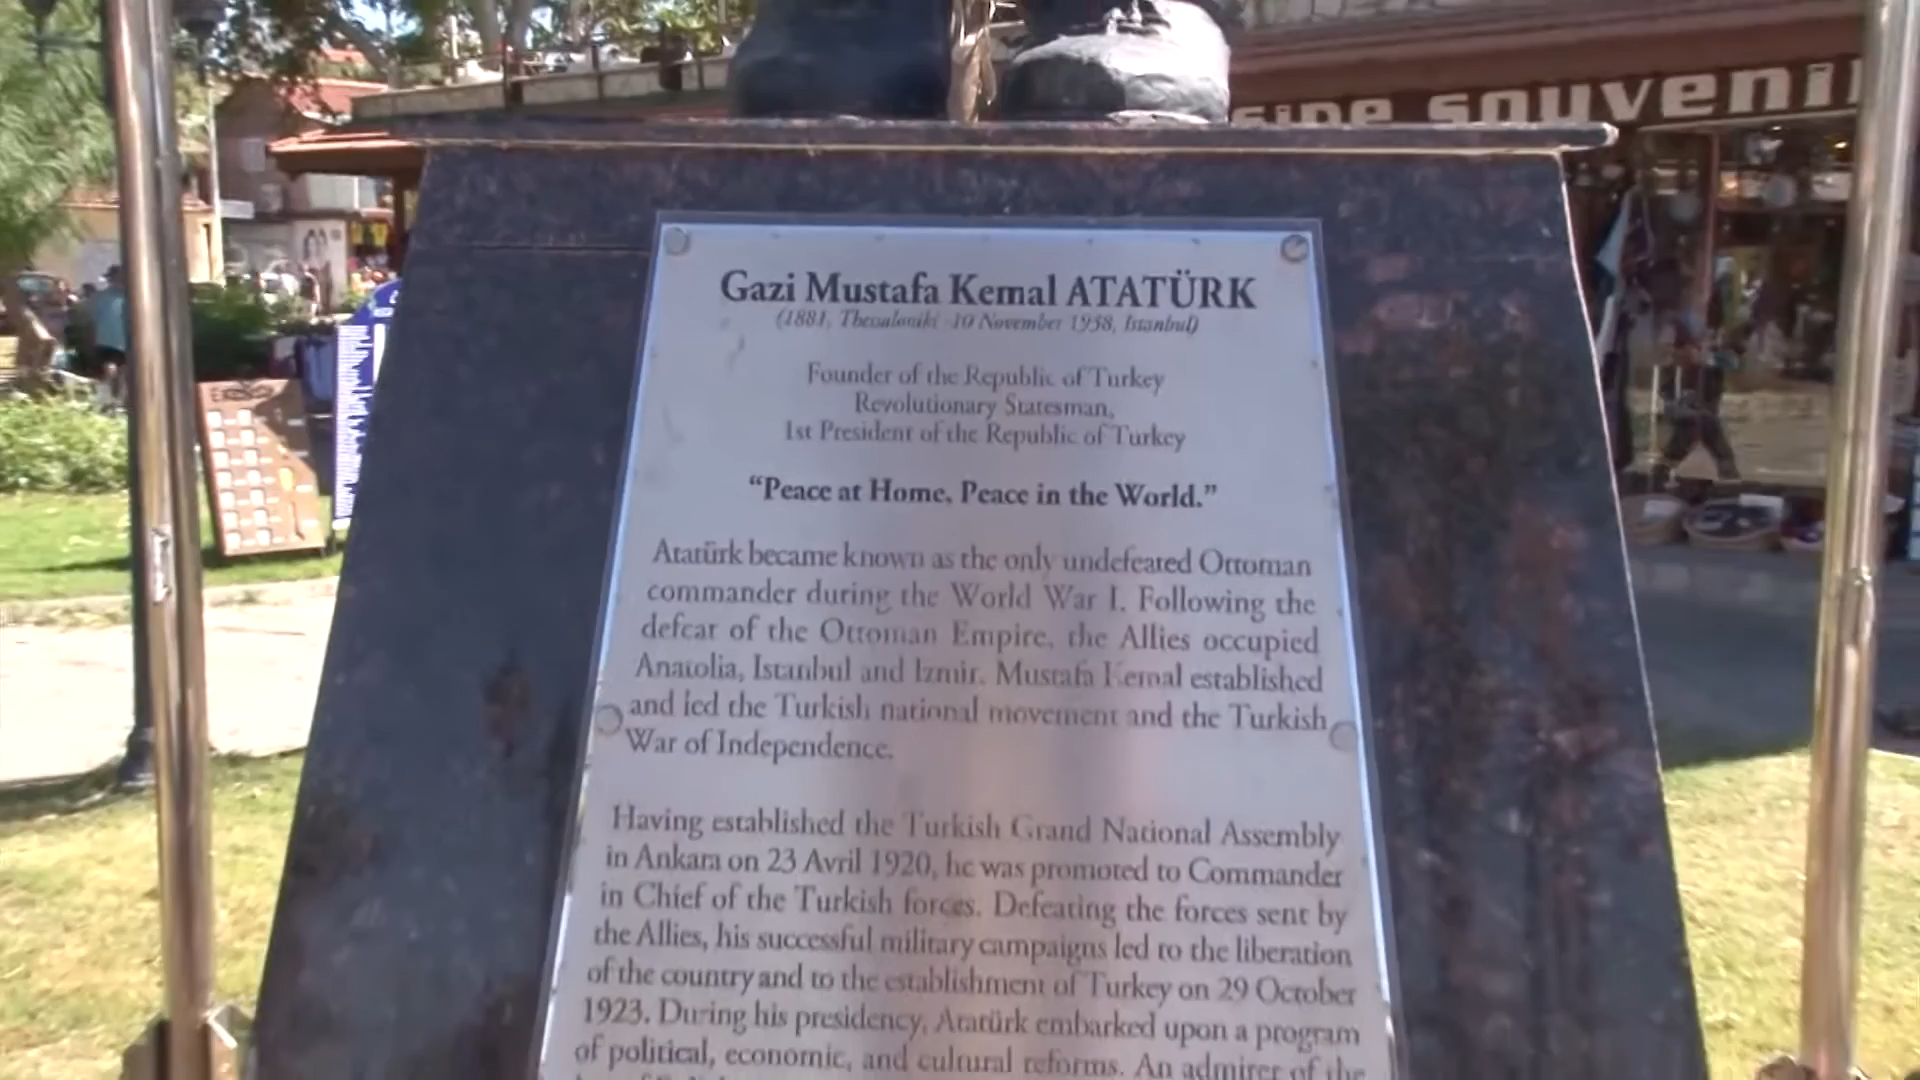 side souvenir
Gazi Mustafa Kemal ATATÜRK
(1881, Thessaloniki -10 November 1938, Istanbul)
Founder of the Republic of Turkey
Revolutionary Statesman,
1st President of the Republic of Turkey
“Peace at Home, Peace in the World.”
Atatürk became known as the only undefeated Ottoman
commander during the World War I. Following the
defeat of the Ottoman Empire, the Allies occupied
Anatolia, Istanbul and Izmir. Mustafa Kemal established
and led the Turkish national movement and the Turkish
War of Independence.
Having established the Turkish Grand National Assembly
in Ankara on 23 Avril 1920, he was promoted to Commander
in Chief of the Turkish forces. Defeating the forces sent by
the Allies, his successful military campaigns led to the liberation
of the country and to the establishment of Turkey on 29 October
1923. During his presidency, Atatürk embarked upon a program
of political, economic, and cultural reforms. An admirer of the